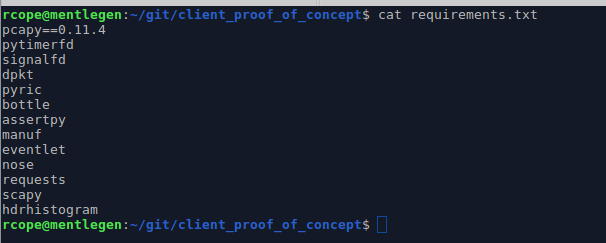 rcope@mentlegen:~/git/client_proof_of_concept$ cat requirements.txt
pcapy==0.11.4
pytimerfd
signalfd
dpkt
pyric
bottle
assertpy
manuf
eventlet
nose
requests
scapy
hdrhistogram
rcope@mentlegen:~/git/client_proof_of_concept$